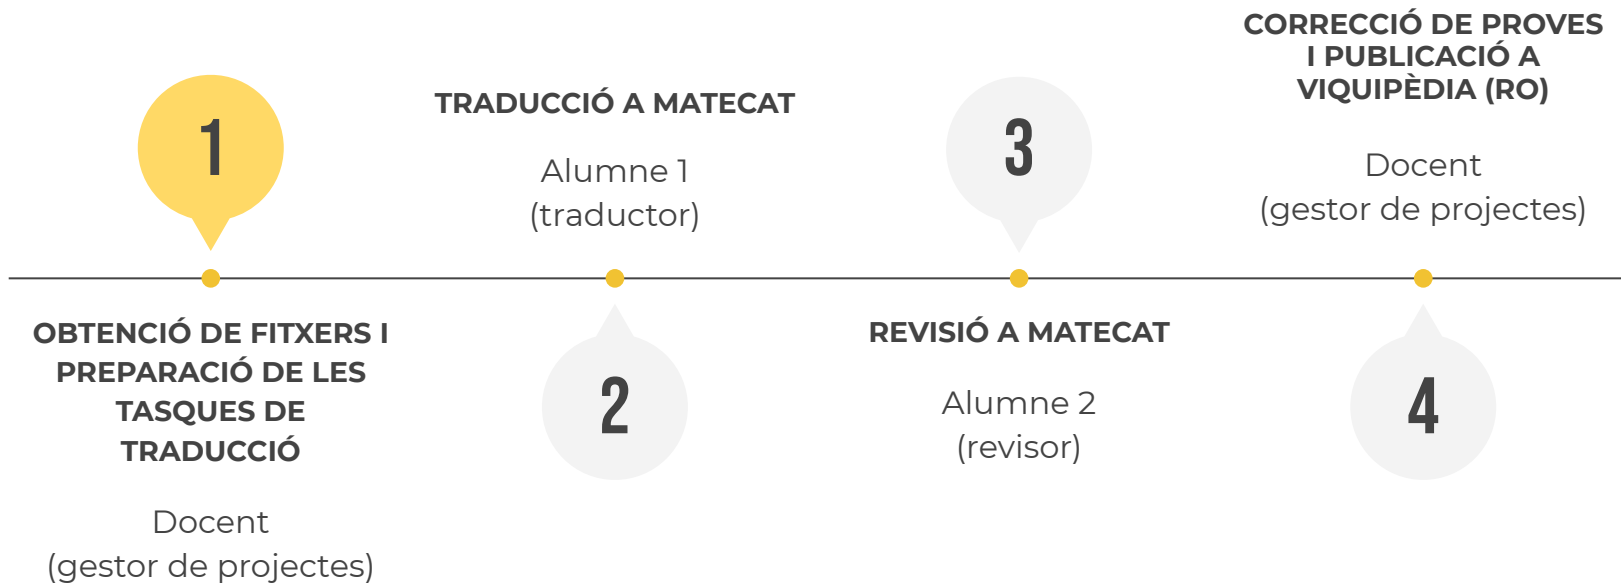 1
OBTENCIÓ DE FITXERS I
PREPARACIÓ DE LES
TASQUES DE
TRADUCCIÓ
Docent
(gestor de projectes)
TRADUCCIÓ A MATECAT
Alumne 1
(traductor)
2
3
REVISIÓ A MATECAT
Alumne 2
(revisor)
CORRECCIÓ DE PROVES
I PUBLICACIÓ A
VIQUIPÈDIA (RO)
Docent
(gestor de projectes)
4